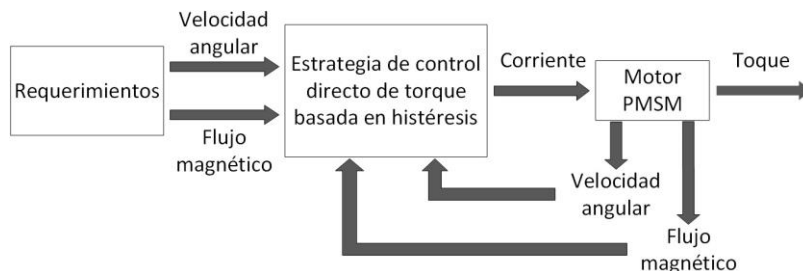 Velocidad
angular
Requerimientos
Flujo
magnético
Estrategia de control
directo de torque
basada en histéresis
Corriente
Motor
PMSM
Toque
Velocidad
angular
Flujo
magnético